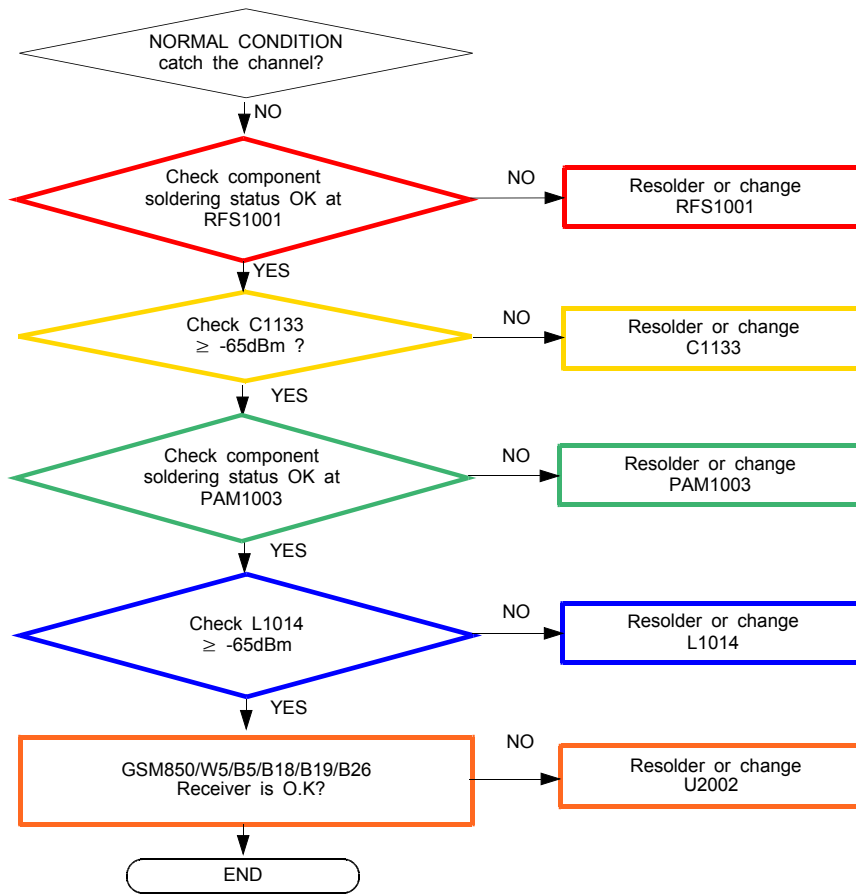 NORMAL CONDITION
catch the channel?
NO
Check component
soldering status OK at
RFS1001
NO
Resolder or change
RFS1001
YES
Check C1133
≥ -65dBm ?
NO
Resolder or change
C1133
YES
Check component
soldering status OK at
PAM1003
NO
Resolder or change
PAM1003
YES
Check L1014
≥ -65dBm
NO
Resolder or change
L1014
YES
GSM850/W5/B5/B18/B19/B26
Receiver is O.K?
NO
Resolder or change
U2002
END